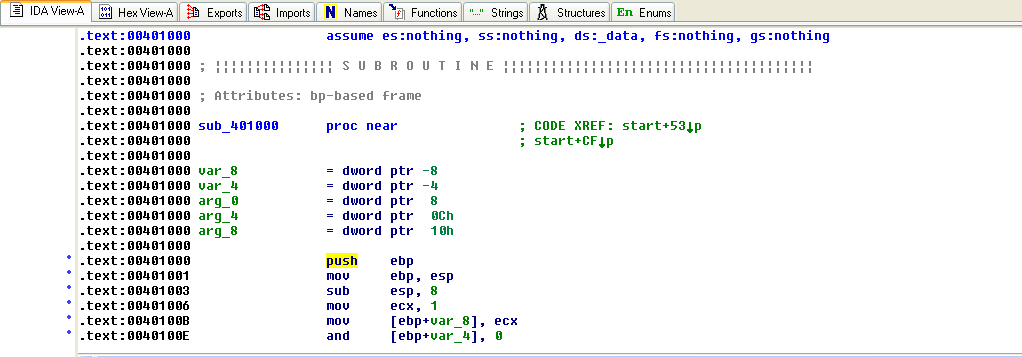 IDA View-A Hex View-A Exports Imports N Names Functions "..." Strings Structures En Enums
.text:00401000 assume es:nothing, ss:nothing, ds:_data, fs:nothing, gs:nothing
.text:00401000
.text:00401000 ; ¦¦¦¦¦¦¦¦¦¦¦¦¦¦¦ S U B R O U T I N E ¦¦¦¦¦¦¦¦¦¦¦¦¦¦¦¦¦¦¦¦¦¦¦¦¦¦¦¦¦¦¦¦¦¦¦¦¦¦¦
.text:00401000
.text:00401000 ; Attributes: bp-based frame
.text:00401000
.text:00401000 sub_401000 proc near ; CODE XREF: start+53↓p
.text:00401000 ; start+CF↓p
.text:00401000
.text:00401000 var_8 = dword ptr -8
.text:00401000 var_4 = dword ptr -4
.text:00401000 arg_0 = dword ptr 8
.text:00401000 arg_4 = dword ptr 0Ch
.text:00401000 arg_8 = dword ptr 10h
.text:00401000
.text:00401000 push ebp
.text:00401001 mov ebp, esp
.text:00401003 sub esp, 8
.text:00401006 mov ecx, 1
.text:0040100B mov [ebp+var_8], ecx
.text:0040100E and [ebp+var_4], 0